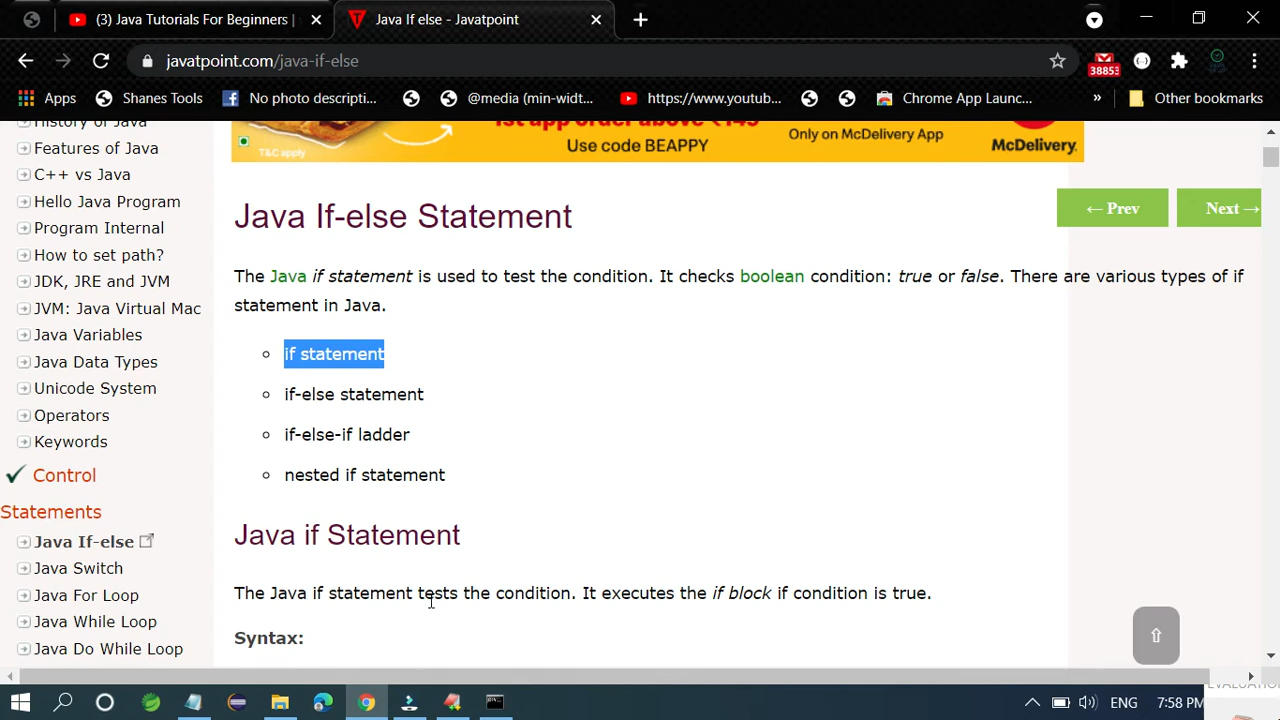 (3) Java Tutorials For Beginners |
Java If else - Javatpoint
javatpoint.com/java-if-else
38853
Apps
Shanes Tools
No photo descripti...
@media (min-widt...
https://www.youtub...
Chrome App Launc...
»
Other bookmarks
History of Java
Features of Java
C++ vs Java
Hello Java Program
Program Internal
How to set path?
JDK, JRE and JVM
JVM: Java Virtual Mac
Java Variables
Java Data Types
Unicode System
Operators
Keywords
Control
Statements
Java If-else
Java Switch
Java For Loop
Java While Loop
Java Do While Loop
T&C apply
1st app order above ₹149
Use code BEAPPY
Only on McDelivery App
McDelivery.
← Prev
Next →
Java If-else Statement
The Java if statement is used to test the condition. It checks boolean condition: true or false. There are various types of if
statement in Java.
if statement
if-else statement
if-else-if ladder
nested if statement
Java if Statement
The Java if statement tests the condition. It executes the if block if condition is true.
Syntax:
ENG
7:58 PM